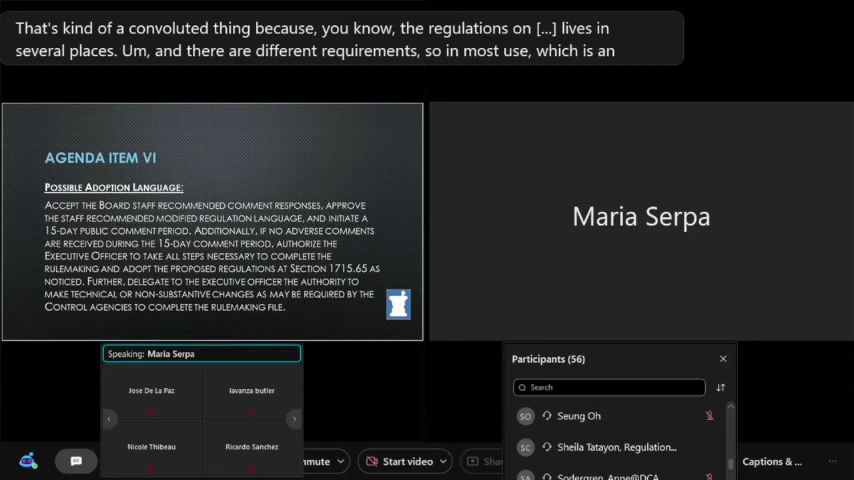 That's kind of a convoluted thing because, you know, the regulations on [...] lives in
several places. Um, and there are different requirements, so in most use, which is an
AGENDA ITEM VI
POSSIBLE ADOPTION LANGUAGE:
ACCEPT THE BOARD STAFF RECOMMENDED COMMENT RESPONSES, APPROVE
THE STAFF RECOMMENDED MODIFIED REGULATION LANGUAGE, AND INITIATE A
15-DAY PUBLIC COMMENT PERIOD. ADDITIONALLY, IF NO ADVERSE COMMENTS
ARE RECEIVED DURING THE 15-DAY COMMENT PERIOD, AUTHORIZE THE
EXECUTIVE OFFICER TO TAKE ALL STEPS NECESSARY TO COMPLETE THE
RULEMAKING AND ADOPT THE PROPOSED REGULATIONS AT SECTION 1715.65 AS
NOTICED. FURTHER, DELEGATE TO THE EXECUTIVE OFFICER THE AUTHORITY TO
MAKE TECHNICAL OR NON-SUBSTANTIVE CHANGES AS MAY BE REQUIRED BY THE
CONTROL AGENCIES TO COMPLETE THE RULEMAKING FILE.
Maria Serpa
Speaking: Maria Serpa
Jose De La Paz
lavanza butler
Nicole Thibeau
Ricardo Sanchez
Participants (56)
Search
SO Seung Oh
SC Sheila Tatayon, Regulation...
SA Sodergren, Anne@DCA
CC
mute
Start video
Shar
Captions & ...